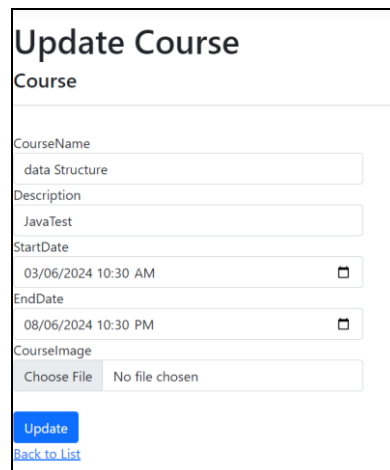 Update Course
Course
CourseName
data Structure
Description
JavaTest
StartDate
03/06/2024 10:30 AM
EndDate
08/06/2024 10:30 PM
CourseImage
Choose File No file chosen
Update
Back to List